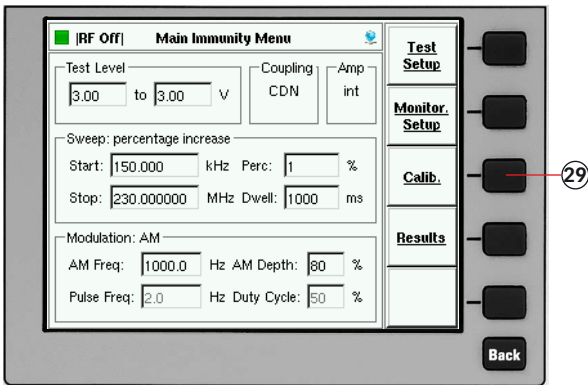 |RF Off| Main Immunity Menu
Test Level
3.00 to 3.00 V
Coupling
CDN
Amp
int
Sweep: percentage increase
Start: 150.000 kHz Perc: 1 %
Stop: 230.000000 MHz Dwell: 1000 ms
Modulation: AM
AM Freq: 1000.0 Hz AM Depth: 80 %
Pulse Freq: 2.0 Hz Duty Cycle: 50 %
Test
Setup
Monitor.
Setup
Calib.
Results
29
Back